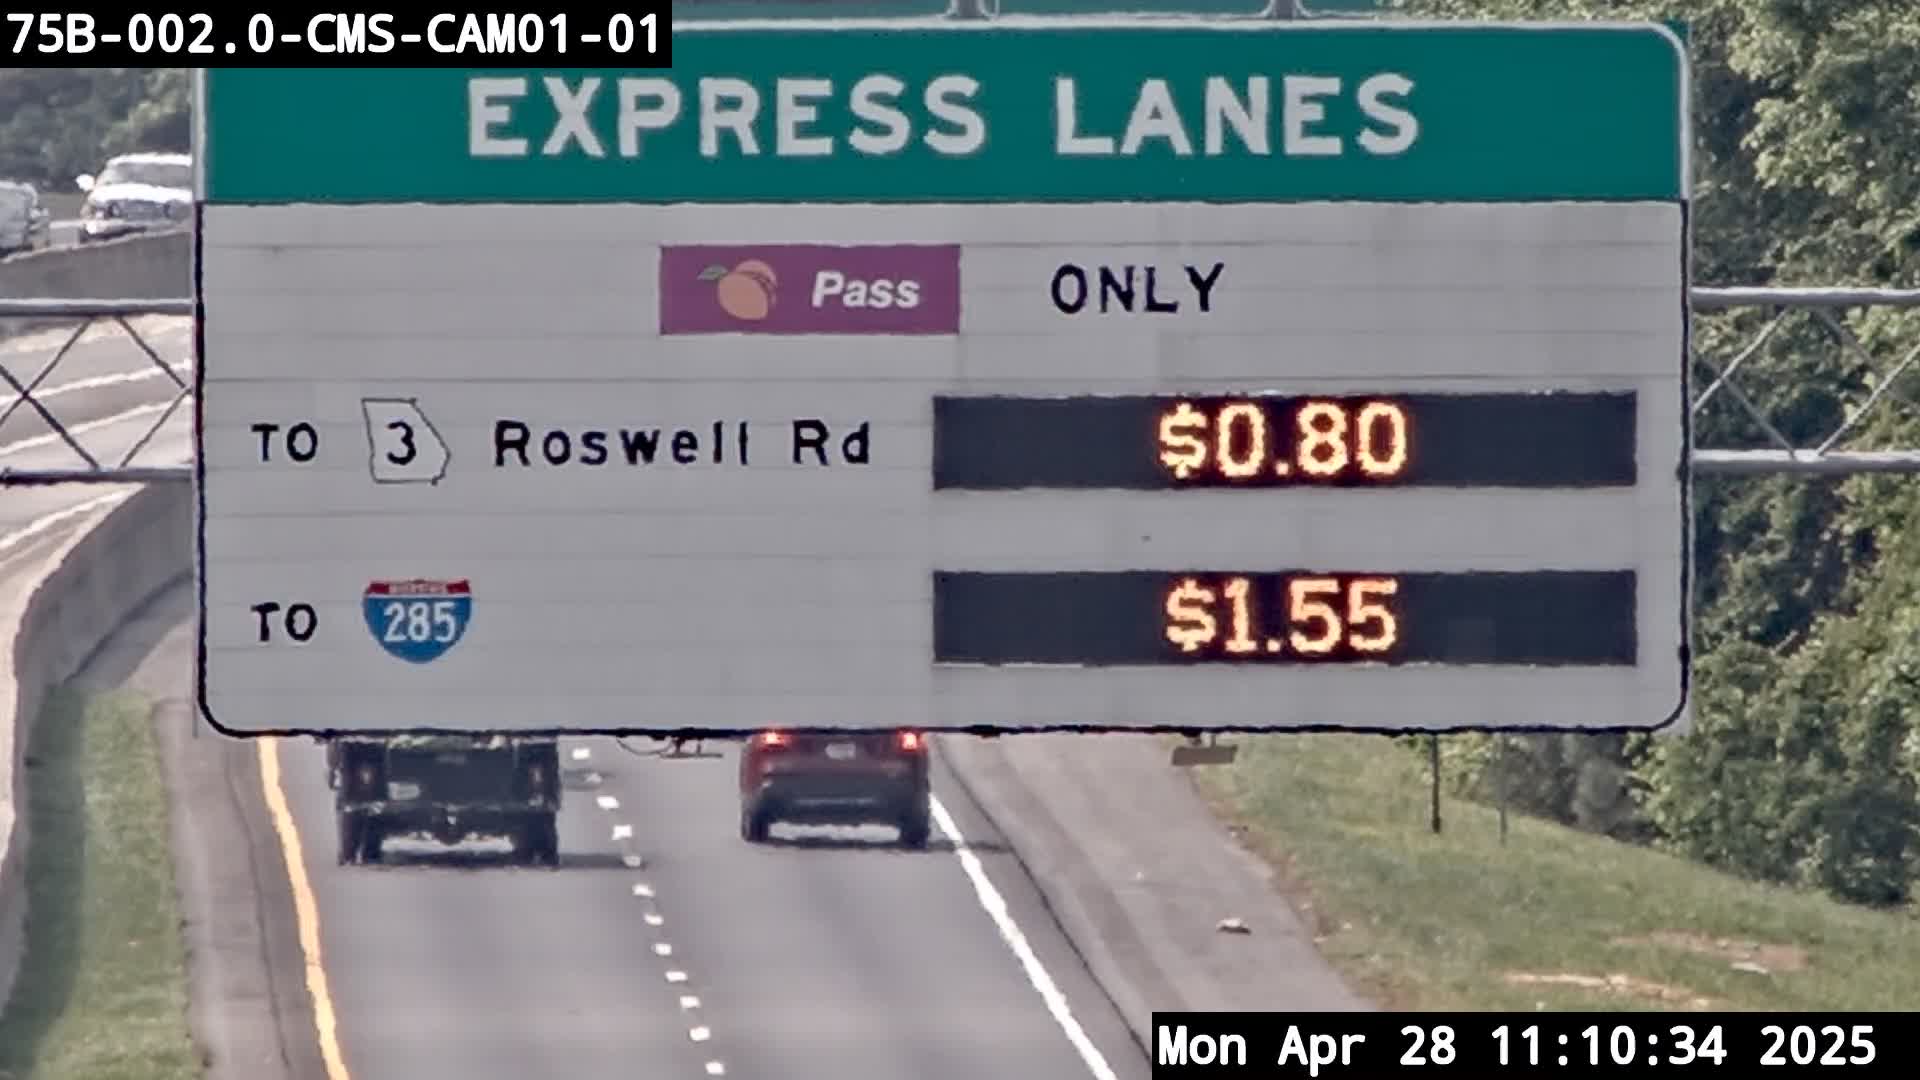 75B-002.0-CMS-CAM01-01
EXPRESS LANES
Pass ONLY
TO 3 Roswell Rd $0.80
TO 285 $1.55
Mon Apr 28 11:10:34 2025